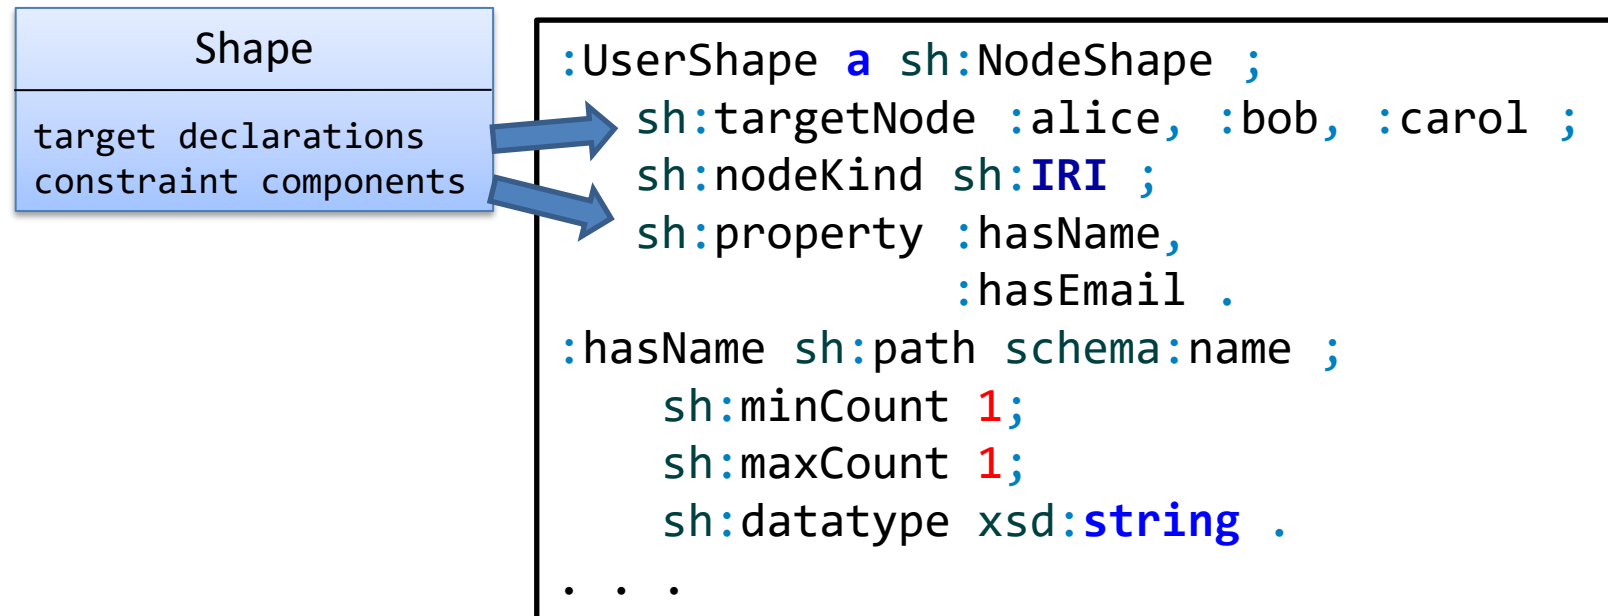 Shape
target declarations
constraint components
:UserShape a sh:NodeShape ;
sh:targetNode :alice, :bob, :carol ;
sh:nodeKind sh:IRI ;
sh:property :hasName,
:hasEmail .
:hasName sh:path schema:name ;
sh:minCount 1;
sh:maxCount 1;
sh:datatype xsd:string .
. . .